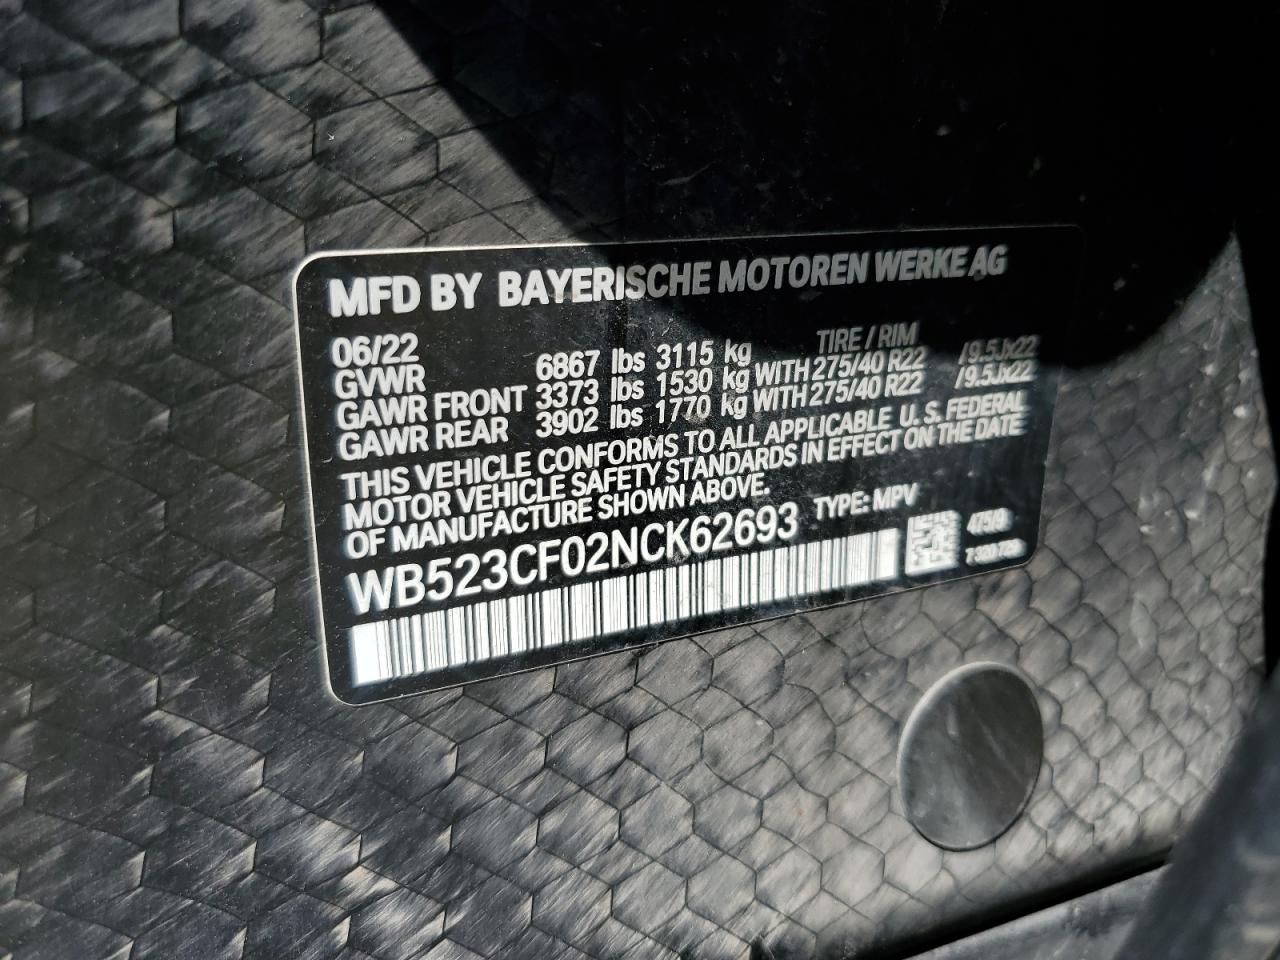 MFD BY BAYERISCHE MOTOREN WERKE AG
06/22 TIRE / RIM
GVWR 6867 lbs 3115 kg
GAWR FRONT 3373 lbs 1530 kg WITH 275/40 R22 /9.5Jx22
GAWR REAR 3902 lbs 1770 kg WITH 275/40 R22 /9.5Jx22
THIS VEHICLE CONFORMS TO ALL APPLICABLE U. S. FEDERAL
MOTOR VEHICLE SAFETY STANDARDS IN EFFECT ON THE DATE
OF MANUFACTURE SHOWN ABOVE.
WB523CF02NCK62693 TYPE: MPV